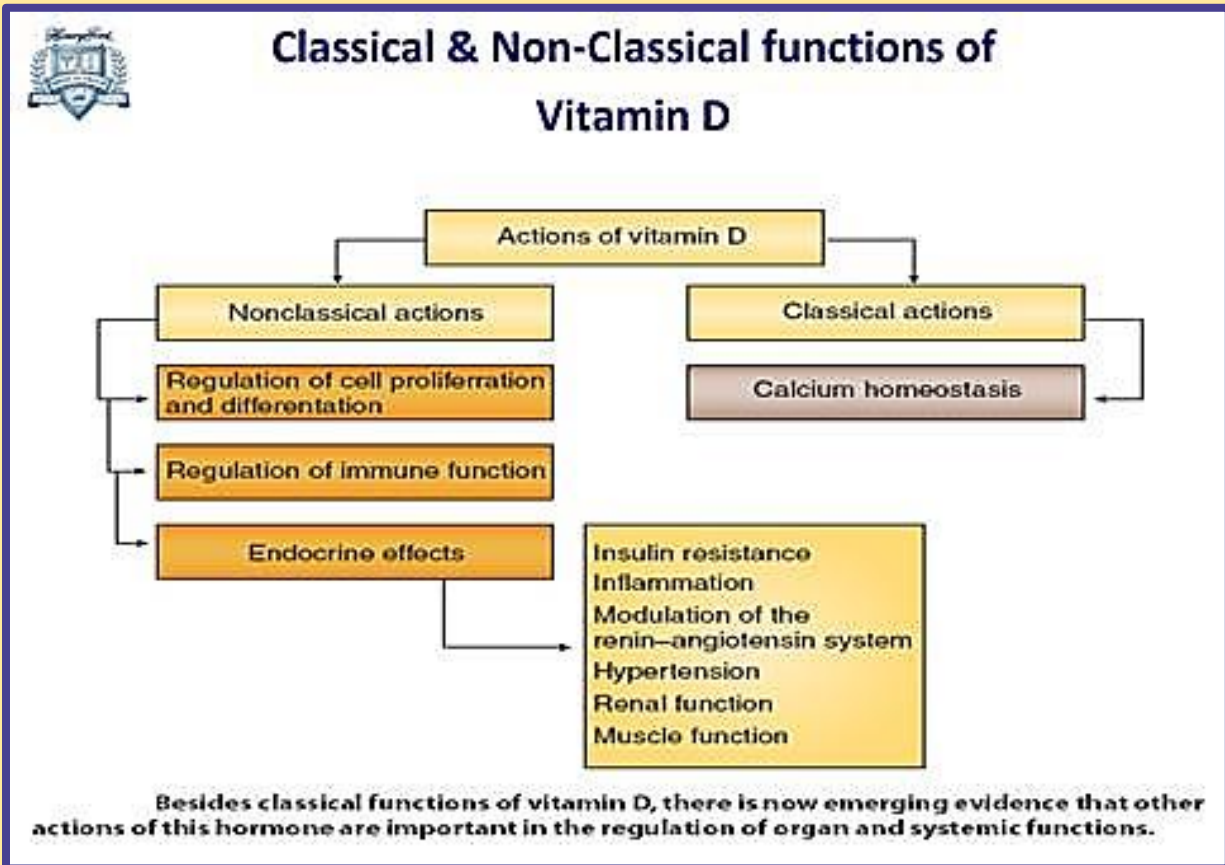 Classical & Non-Classical functions of
Vitamin D
Actions of vitamin D
Nonclassical actions
Classical actions
Regulation of cell proliferration
and differentation
Calcium homeostasis
Regulation of immune function
Endocrine effects
Insulin resistance
Inflammation
Modulation of the
renin–angiotensin system
Hypertension
Renal function
Muscle function
Besides classical functions of vitamin D, there is now emerging evidence that other
actions of this hormone are important in the regulation of organ and systemic functions.